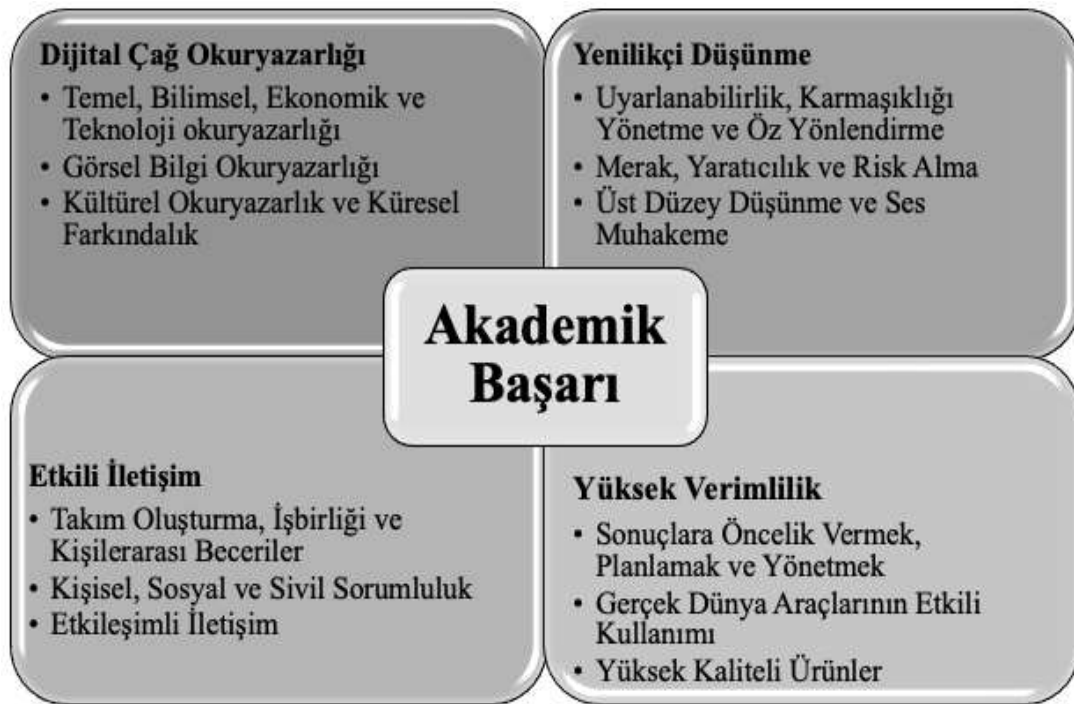 Dijital Çağ Okuryazarlığı
• Temel, Bilimsel, Ekonomik ve
Teknoloji okuryazarlığı
• Görsel Bilgi Okuryazarlığı
• Kültürel Okuryazarlık ve Küresel
Farkındalık
Yenilikçi Düşünme
• Uyarlanabilirlik, Karmaşıklığı
Yönetme ve Öz Yönlendirme
• Merak, Yaratıcılık ve Risk Alma
• Üst Düzey Düşünme ve Ses
Muhakeme
Akademik
Başarı
Etkili İletişim
• Takım Oluşturma, İşbirliği ve
Kişilerarası Beceriler
• Kişisel, Sosyal ve Sivil Sorumluluk
• Etkileşimli İletişim
Yüksek Verimlilik
• Sonuçlara Öncelik Vermek,
Planlamak ve Yönetmek
• Gerçek Dünya Araçlarının Etkili
Kullanımı
• Yüksek Kaliteli Ürünler